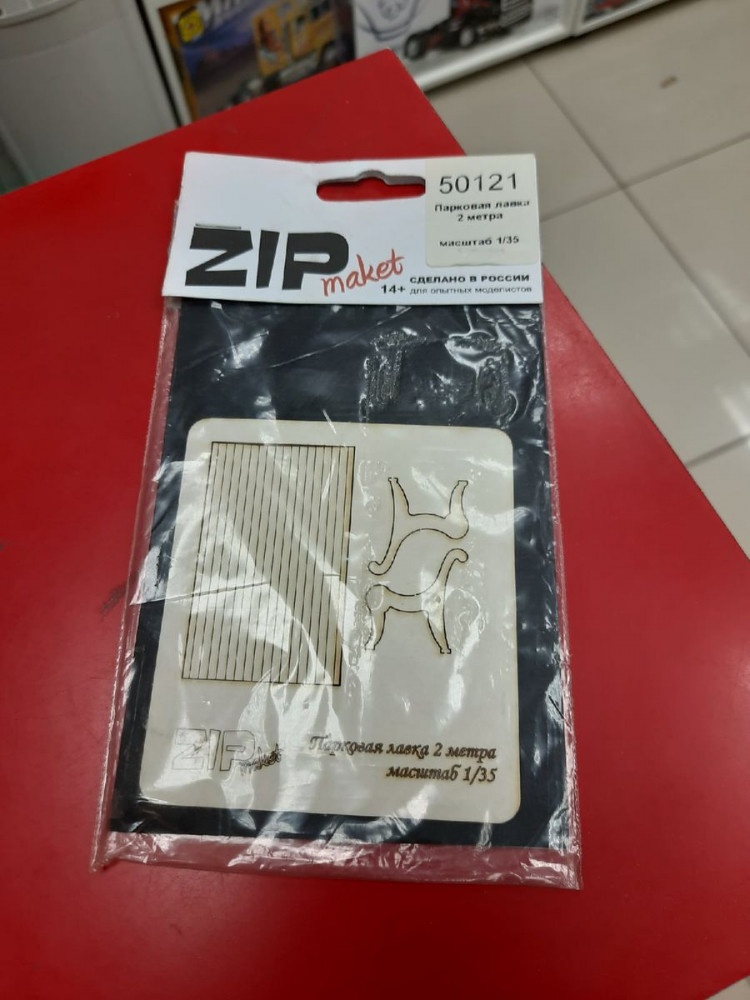 50121
Парковая лавка
2 метра
масштаб 1/35
ZIP
maket
СДЕЛАНО В РОССИИ
14+ для опытных моделистов
ZIP
maket
Парковая лавка 2 метра
масштаб 1/35